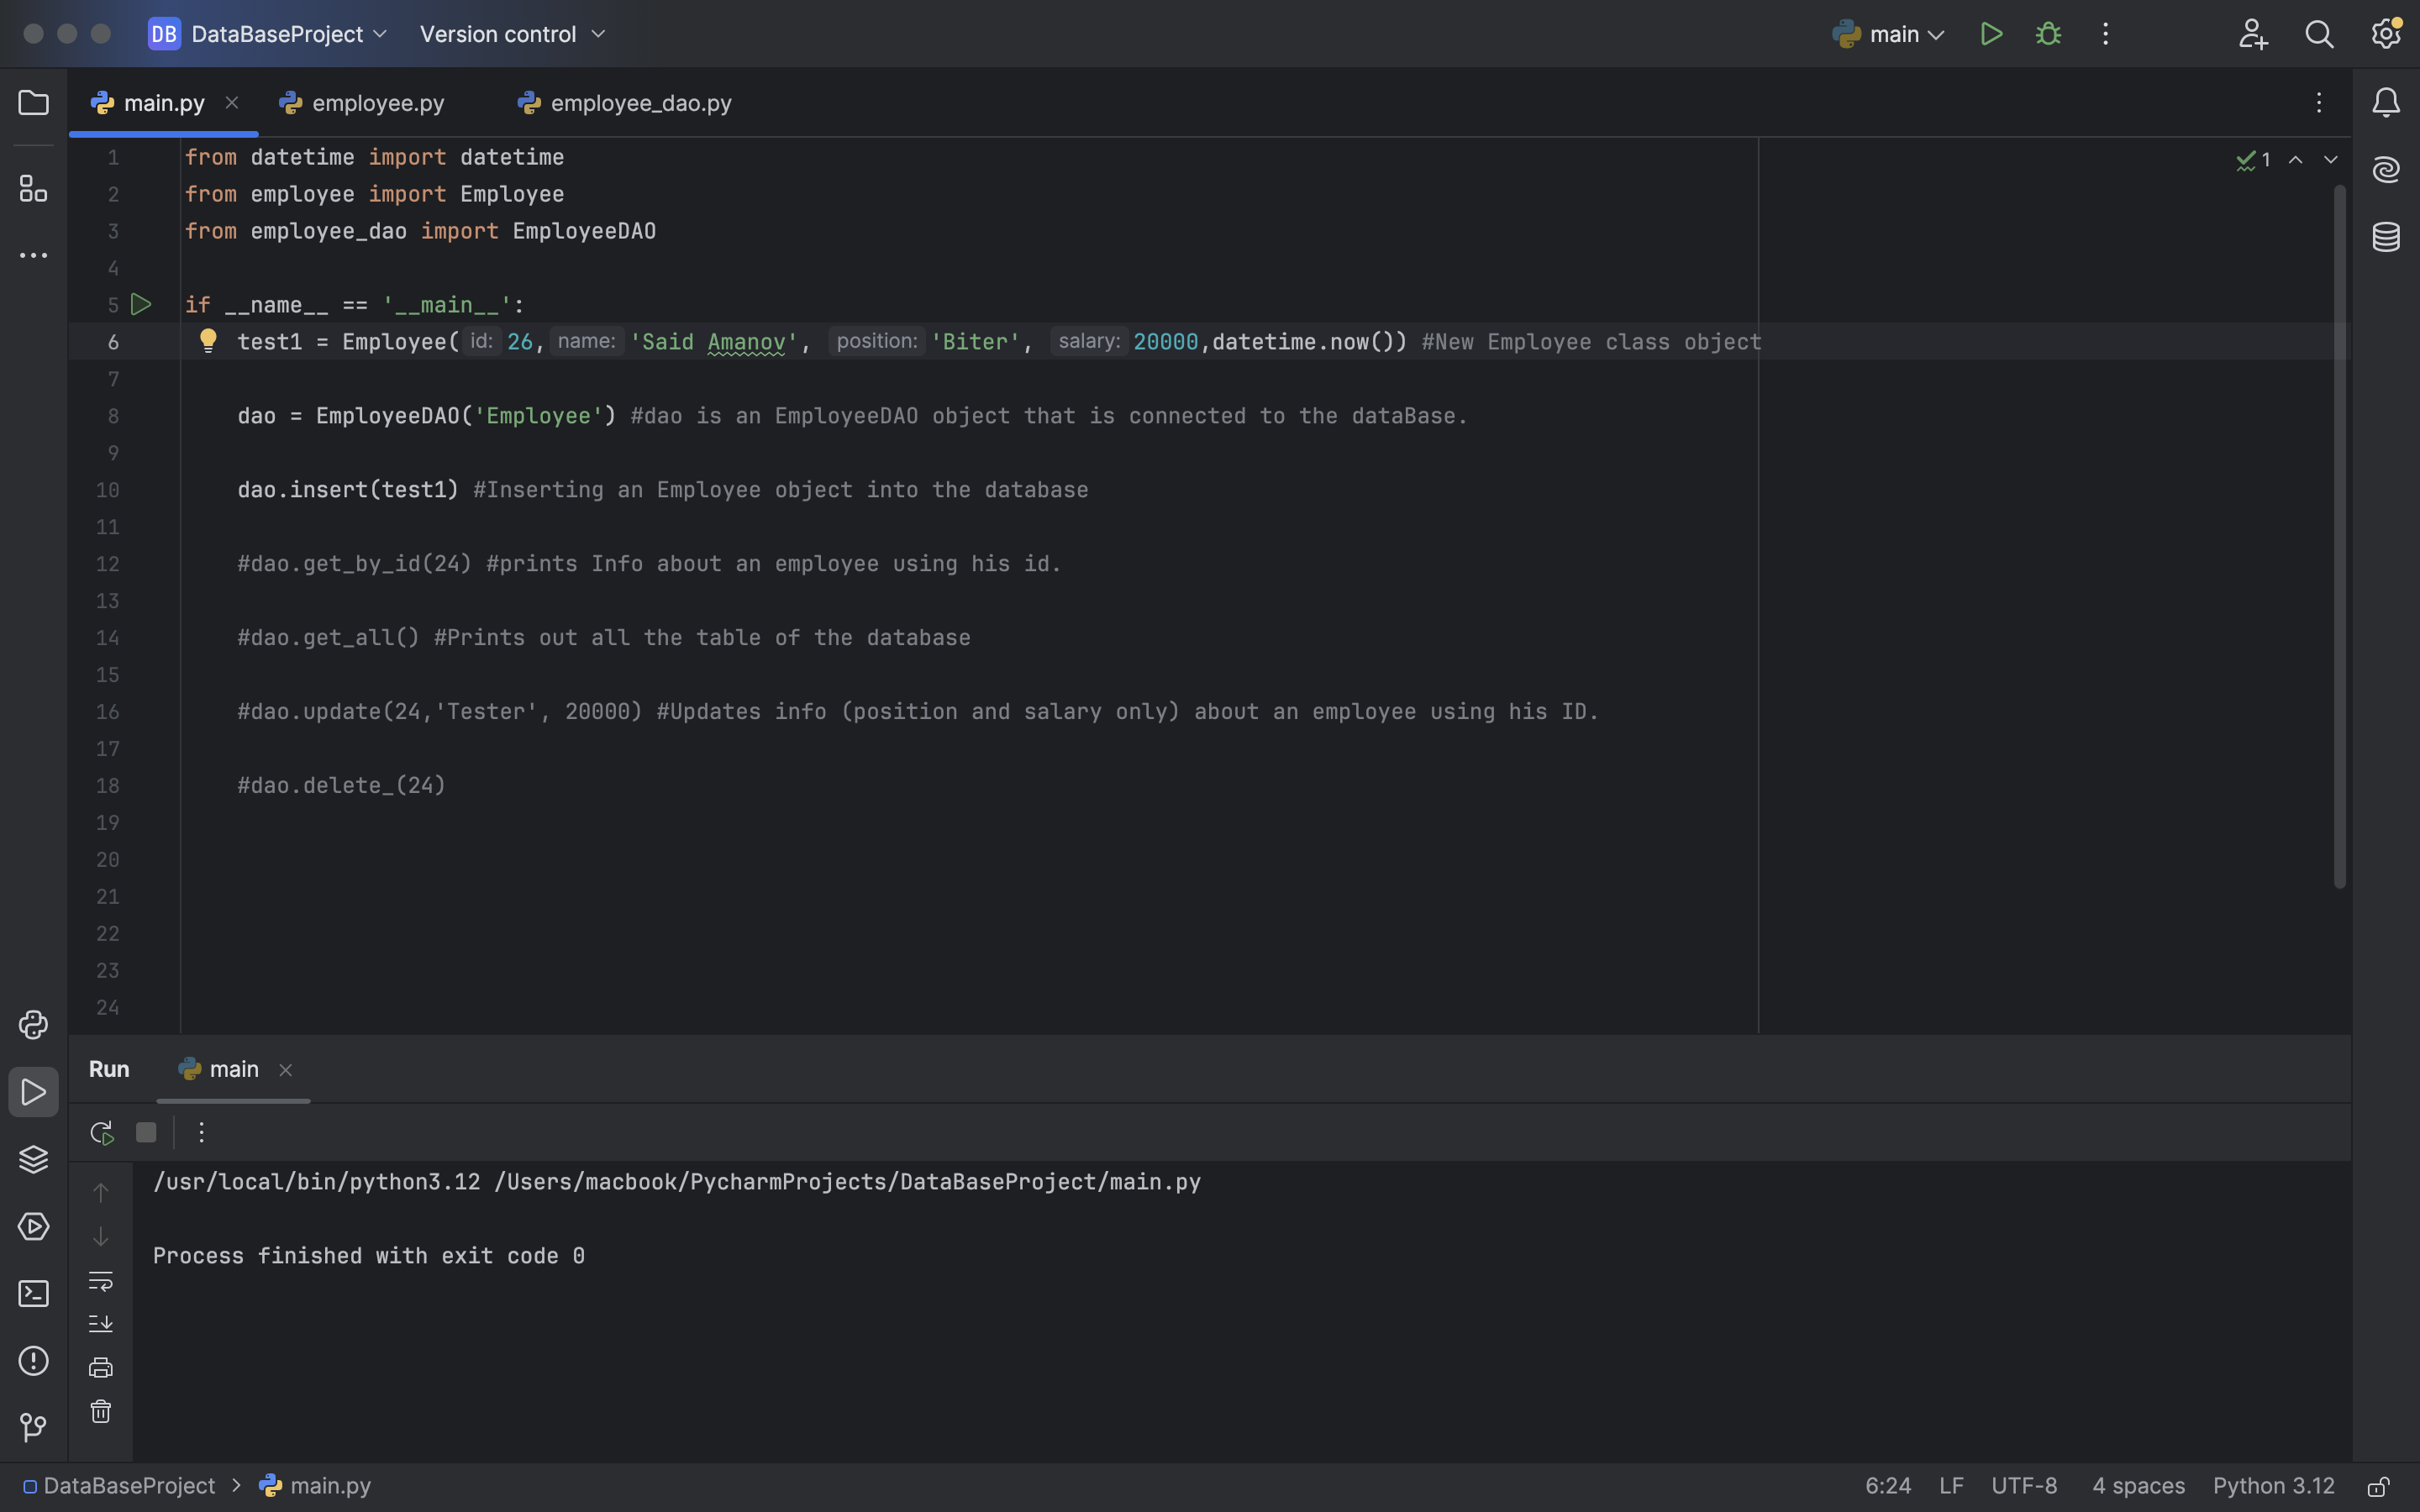 DB DataBaseProject Version control main
main.py employee.py employee_dao.py
1 from datetime import datetime 1
2 from employee import Employee
3 from employee_dao import EmployeeDAO
4
5 if __name__ == '__main__':
6 test1 = Employee( id: 26, name: 'Said Amanov', position: 'Biter', salary: 20000,datetime.now()) #New Employee class object
7
8 dao = EmployeeDAO('Employee') #dao is an EmployeeDAO object that is connected to the dataBase.
9
10 dao.insert(test1) #Inserting an Employee object into the database
11
12 #dao.get_by_id(24) #prints Info about an employee using his id.
13
14 #dao.get_all() #Prints out all the table of the database
15
16 #dao.update(24,'Tester', 20000) #Updates info (position and salary only) about an employee using his ID.
17
18 #dao.delete_(24)
19
20
21
22
23
24
Run main
/usr/local/bin/python3.12 /Users/macbook/PycharmProjects/DataBaseProject/main.py
Process finished with exit code 0
DataBaseProject > main.py 6:24 LF UTF-8 4 spaces Python 3.12